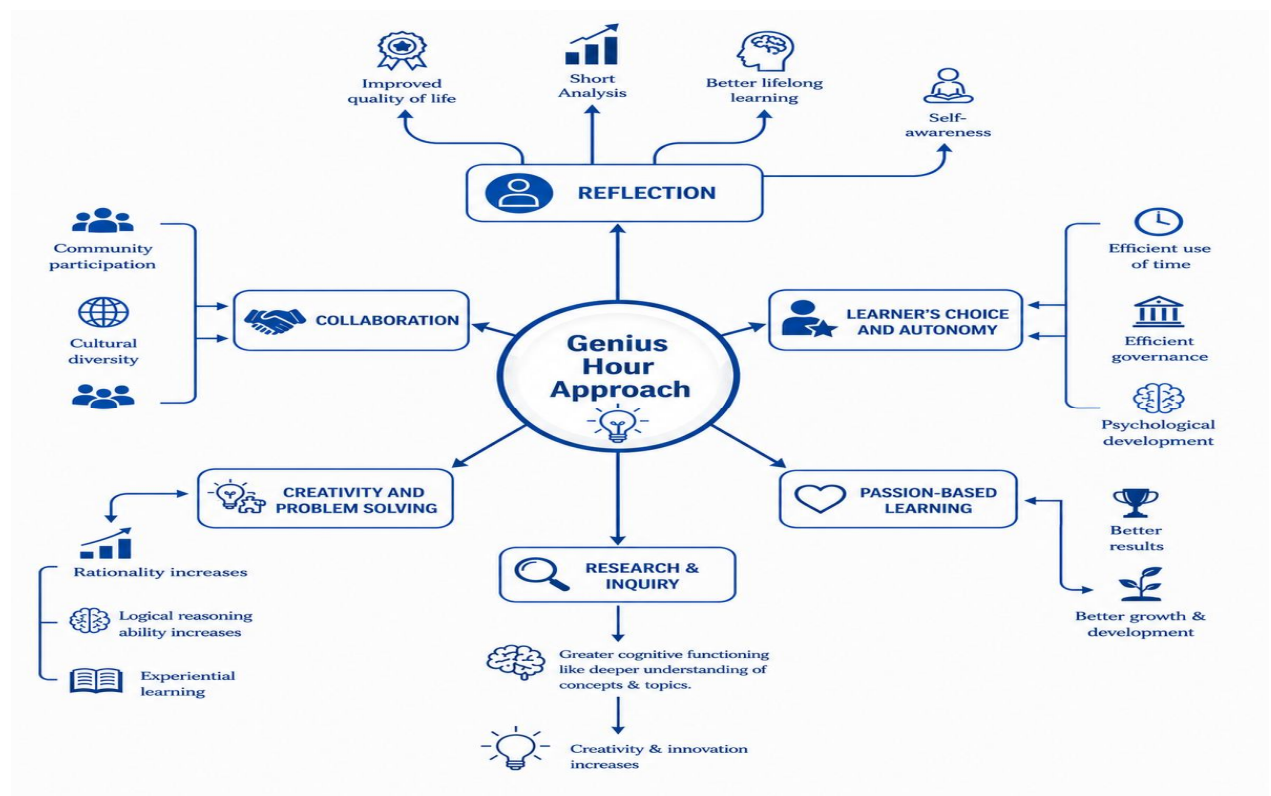 Improved
quality of life
Short
Analysis
Better lifelong
learning
Self-
awareness
REFLECTION
Community
participation
Cultural
diversity
COLLABORATION
Genius
Hour
Approach
LEARNER'S CHOICE
AND AUTONOMY
Efficient use
of time
Efficient
governance
Psychological
development
CREATIVITY AND
PROBLEM SOLVING
Rationality increases
Logical reasoning
ability increases
Experiential
learning
RESEARCH &
INQUIRY
Greater cognitive functioning
like deeper understanding of
concepts & topics.
Creativity & innovation
increases
PASSION-BASED
LEARNING
Better
results
Better growth &
development